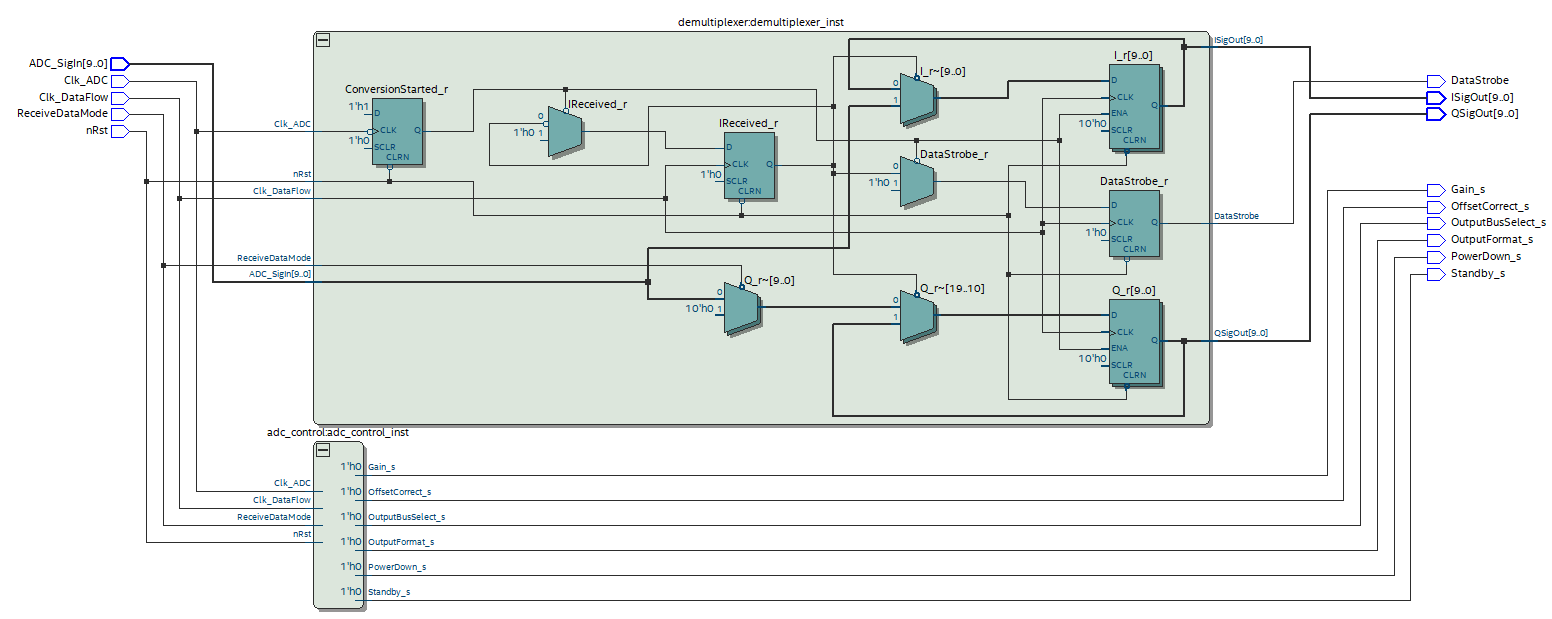 demultiplexer:demultiplexer_inst
ADC_SigIn[9..0]
Clk_ADC
Clk_DataFlow
ReceiveDataMode
nRst
ConversionStarted_r
1'h1
D
CLK
Q
1'h0
SCLR
CLRN
Clk_ADC
nRst
Clk_DataFlow
ReceiveDataMode
ADC_SigIn[9..0]
IReceived_r
0
1'h0
1
IReceived_r
D
CLK
Q
1'h0
SCLR
CLRN
I_r~[9..0]
0
1
DataStrobe_r
0
1'h0
1
Q_r~[9..0]
0
10'h0
1
Q_r~[19..10]
0
1
I_r[9..0]
D
CLK
Q
ENA
10'h0
SCLR
CLRN
DataStrobe_r
D
CLK
Q
1'h0
SCLR
CLRN
Q_r[9..0]
D
CLK
Q
ENA
10'h0
SCLR
CLRN
ISigOut[9..0]
DataStrobe
QSigOut[9..0]
DataStrobe
ISigOut[9..0]
QSigOut[9..0]
Gain_s
OffsetCorrect_s
OutputBusSelect_s
OutputFormat_s
PowerDown_s
Standby_s
adc_control:adc_control_inst
Clk_ADC
Clk_DataFlow
ReceiveDataMode
nRst
1'h0 Gain_s
1'h0 OffsetCorrect_s
1'h0 OutputBusSelect_s
1'h0 OutputFormat_s
1'h0 PowerDown_s
1'h0 Standby_s